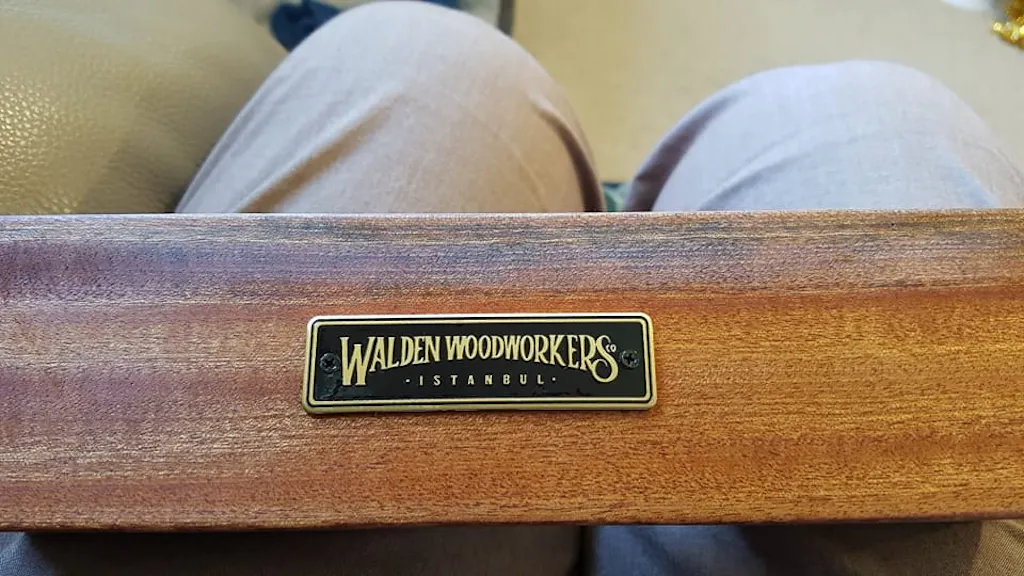 WALDEN WOODWORKERS CO
· ISTANBUL ·